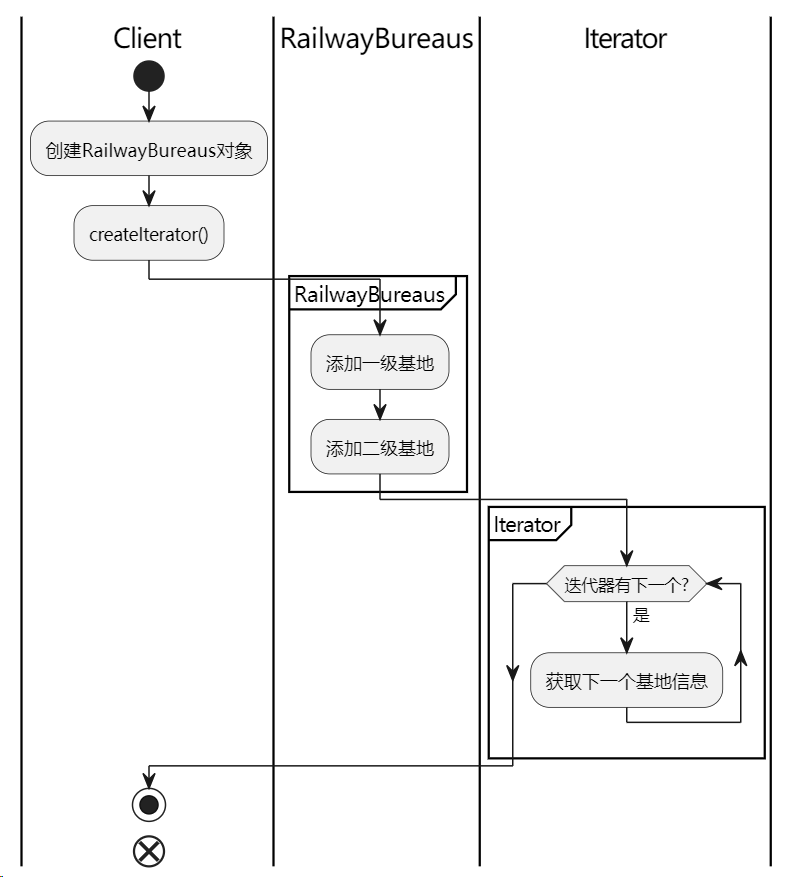 Client
RailwayBureaus
Iterator
创建RailwayBureaus对象
createIterator()
RailwayBureaus
添加一级基地
添加二级基地
Iterator
迭代器有下一个?
是
获取下一个基地信息